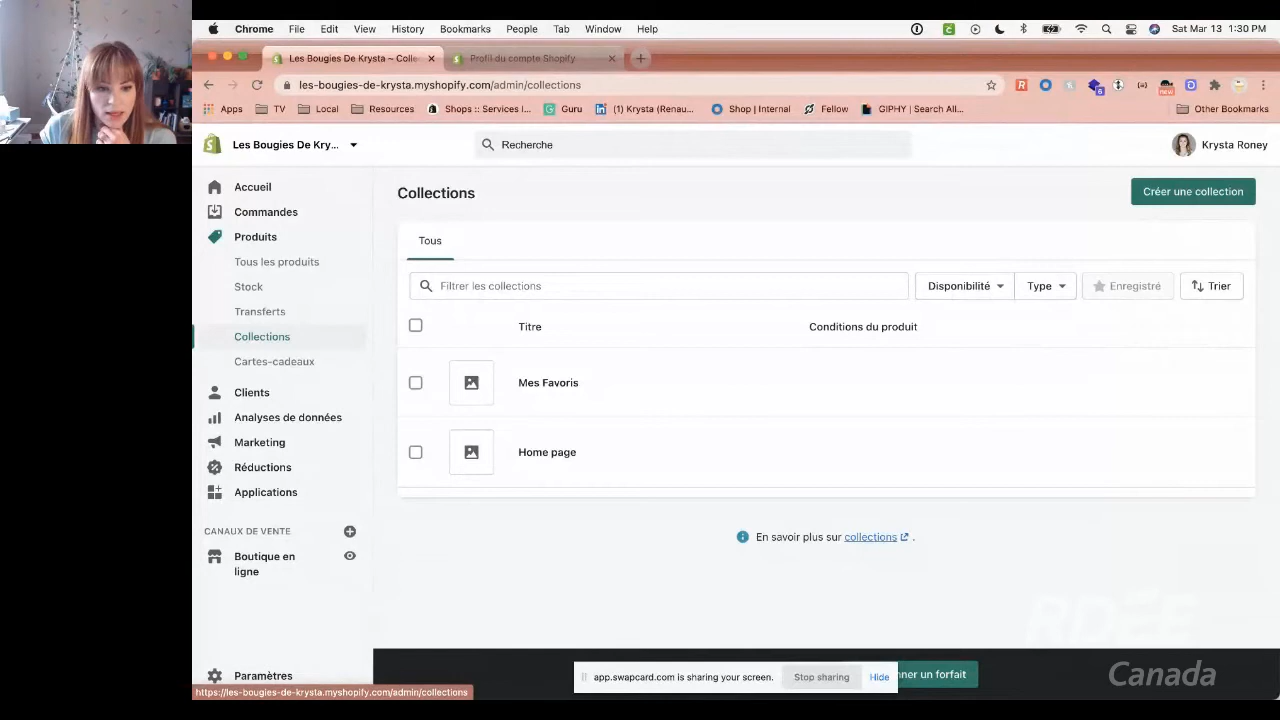 Chrome File Edit View History Bookmarks People Tab Window Help Sat Mar 13 1:30 PM
Les Bougies De Krysta ~ Colle × Profil du compte Shopify × +
les-bougies-de-krysta.myshopify.com/admin/collections
Apps TV Local Resources Shops :: Services I... Guru (1) Krysta (Renau... Shop | Internal Fellow GIPHY | Search All... Other Bookmarks
Les Bougies De Kry... Recherche Krysta Roney
Accueil
Commandes
Produits
Tous les produits
Stock
Transferts
Collections
Cartes-cadeaux
Clients
Analyses de données
Marketing
Réductions
Applications
CANAUX DE VENTE
Boutique en
ligne
Paramètres
https://les-bougies-de-krysta.myshopify.com/admin/collections
Collections Créer une collection
Tous
Filtrer les collections Disponibilité Type Enregistré Trier
Titre Conditions du produit
Mes Favoris
Home page
En savoir plus sur collections .
app.swapcard.com is sharing your screen. Stop sharing Hide
nner un forfait
RDÉE
Canada